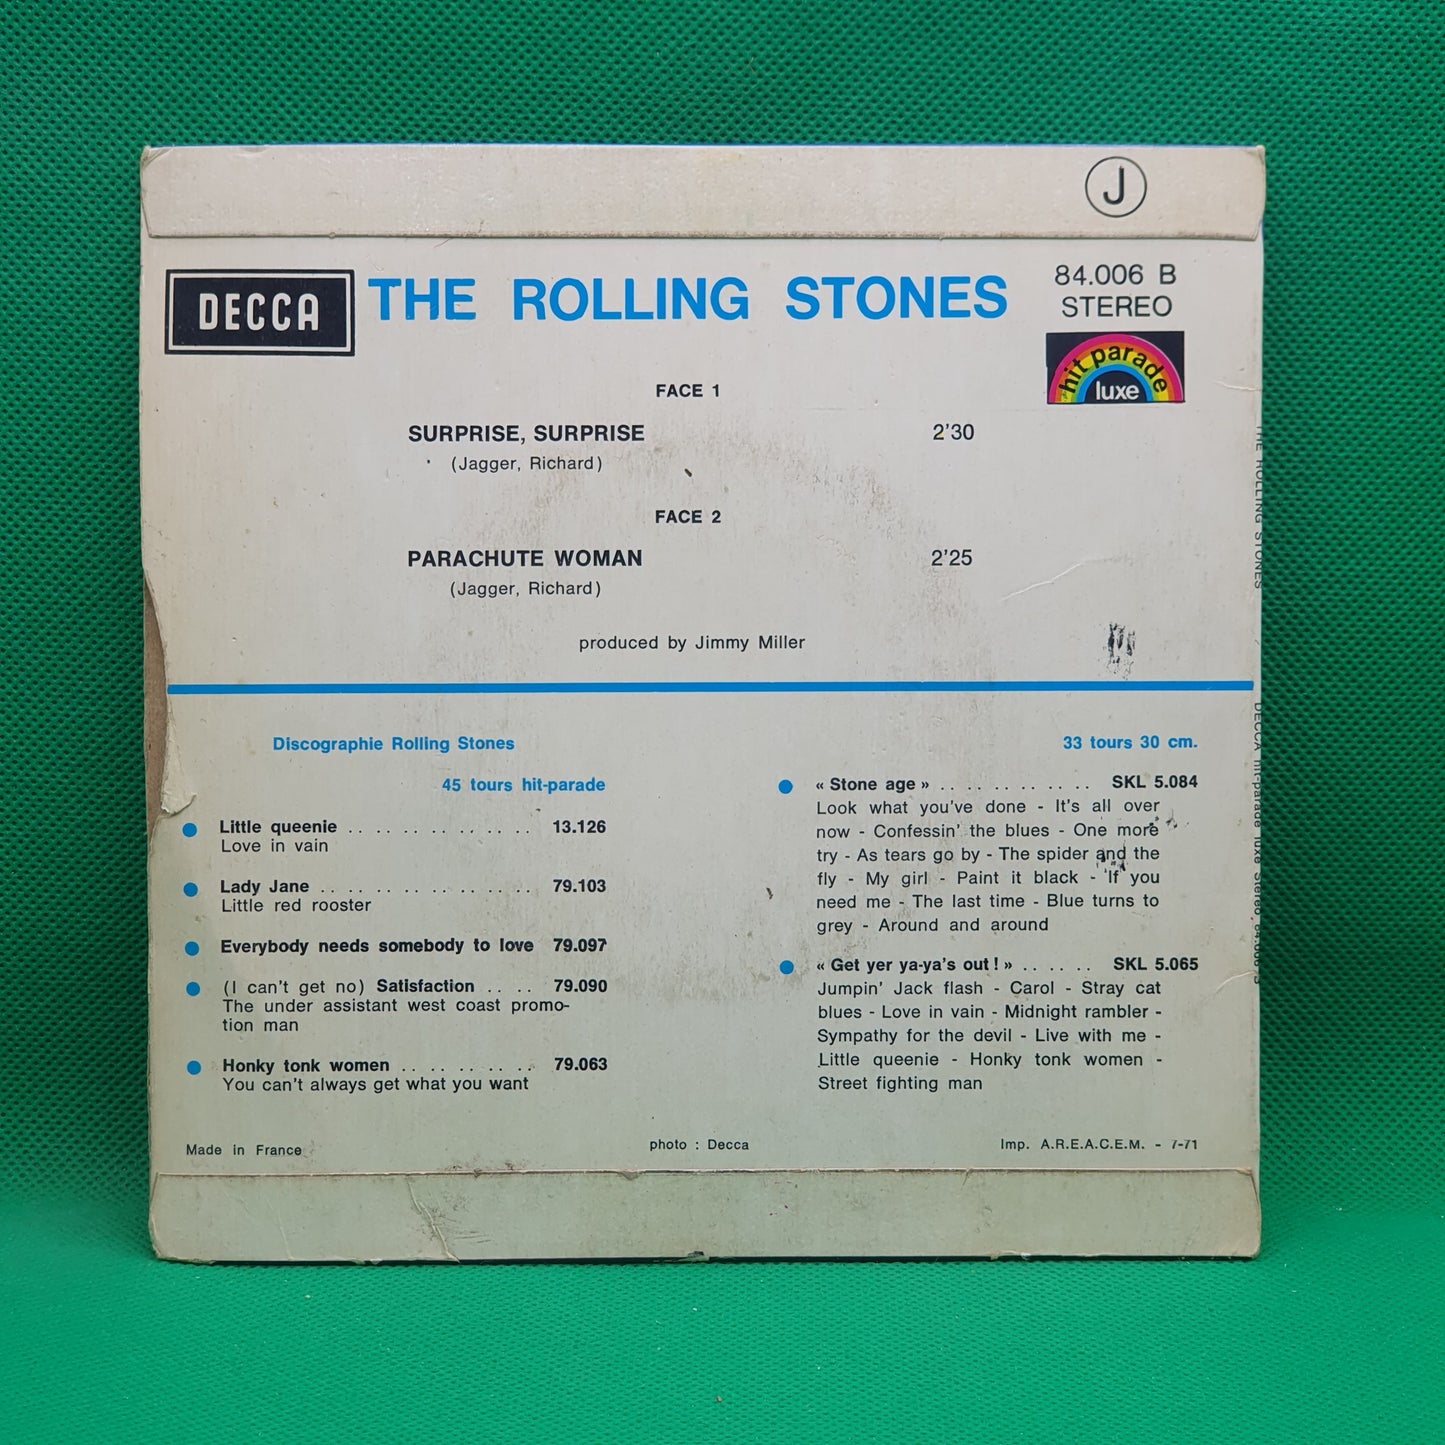 J
DECCA
THE ROLLING STONES
84.006 B
STEREO
hit parade
luxe
FACE 1
SURPRISE, SURPRISE 2'30
(Jagger, Richard)
FACE 2
PARACHUTE WOMAN 2'25
(Jagger, Richard)
produced by Jimmy Miller
Discographie Rolling Stones
45 tours hit-parade
Little queenie . . . . . . . . . . . 13.126
Love in vain
Lady Jane . . . . . . . . . . . . 79.103
Little red rooster
Everybody needs somebody to love 79.097
(I can't get no) Satisfaction . . . . 79.090
The under assistant west coast promo-
tion man
Honky tonk women . . . . . . . . 79.063
You can't always get what you want
33 tours 30 cm.
« Stone age » . . . . . . . . . . SKL 5.084
Look what you've done - It's all over
now - Confessin' the blues - One more
try - As tears go by - The spider and the
fly - My girl - Paint it black - If you
need me - The last time - Blue turns to
grey - Around and around
« Get yer ya-ya's out ! » . . . . . . SKL 5.065
Jumpin' Jack flash - Carol - Stray cat
blues - Love in vain - Midnight rambler -
Sympathy for the devil - Live with me -
Little queenie - Honky tonk women -
Street fighting man
Made in France
photo : Decca
Imp. A.R.E.A.C.E.M. - 7-71
THE ROLLING STONES
DECCA hit-parade luxe stereo